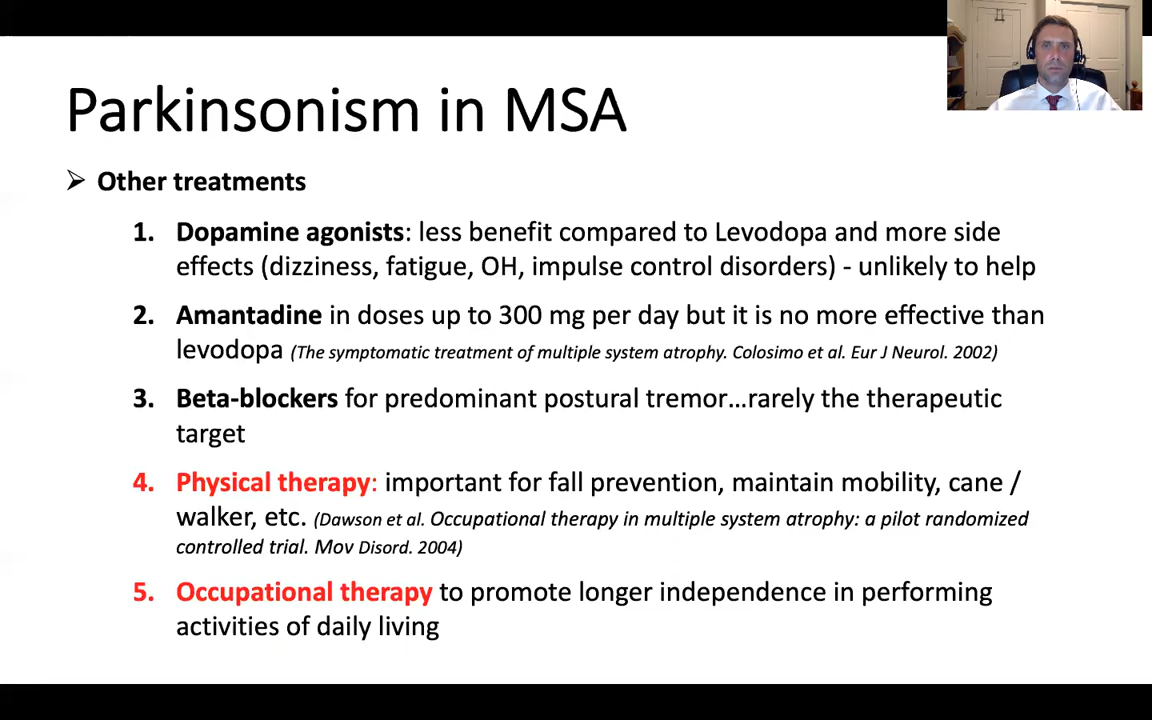 Parkinsonism in MSA
➢ Other treatments
1. Dopamine agonists: less benefit compared to Levodopa and more side
effects (dizziness, fatigue, OH, impulse control disorders) - unlikely to help
2. Amantadine in doses up to 300 mg per day but it is no more effective than
levodopa (The symptomatic treatment of multiple system atrophy. Colosimo et al. Eur J Neurol. 2002)
3. Beta-blockers for predominant postural tremor...rarely the therapeutic
target
4. Physical therapy: important for fall prevention, maintain mobility, cane /
walker, etc. (Dawson et al. Occupational therapy in multiple system atrophy: a pilot randomized
controlled trial. Mov Disord. 2004)
5. Occupational therapy to promote longer independence in performing
activities of daily living